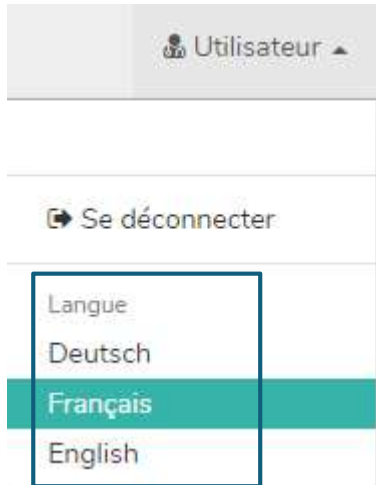 Utilisateur
Se déconnecter
Langue
Deutsch
Français
English